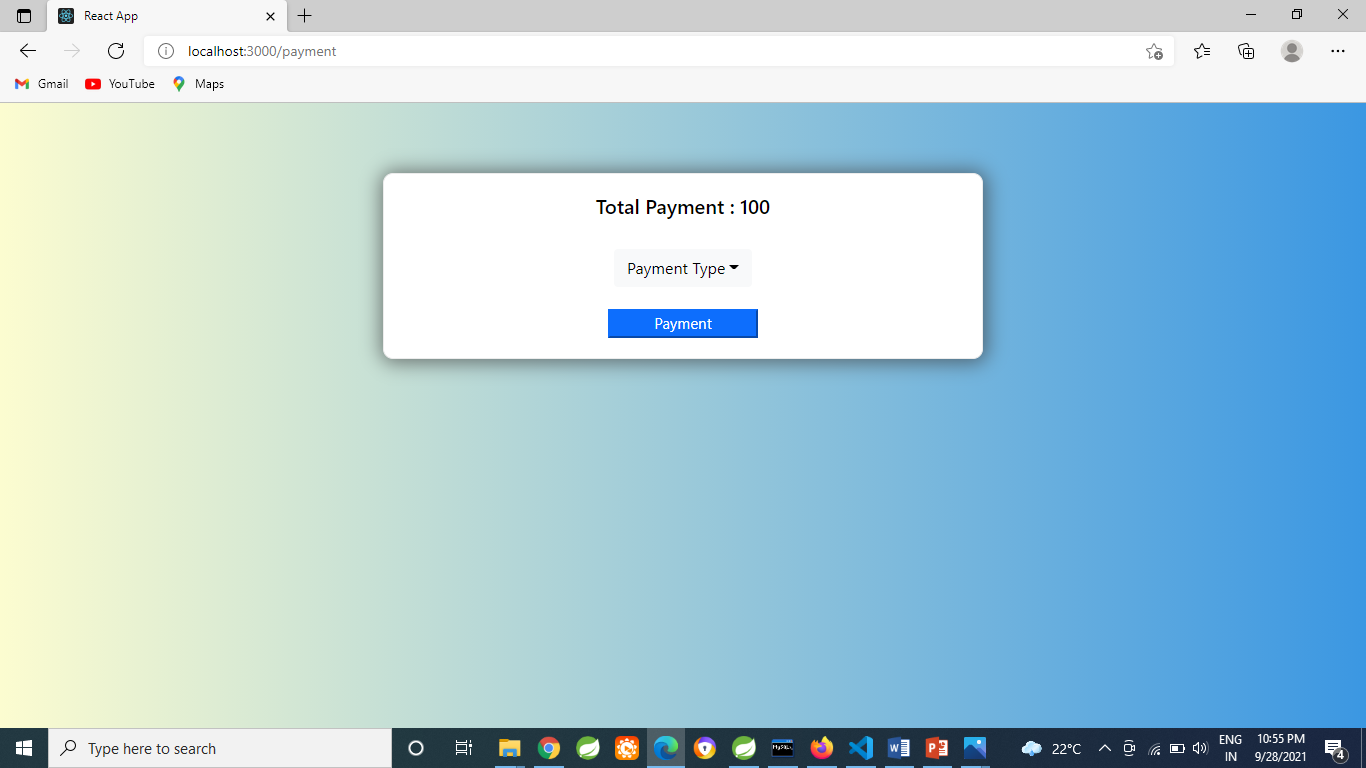 React App
localhost:3000/payment
Gmail YouTube Maps
Total Payment : 100
Payment Type
Payment
Type here to search
MySQL
22°C
ENG
IN
10:55 PM
9/28/2021
4